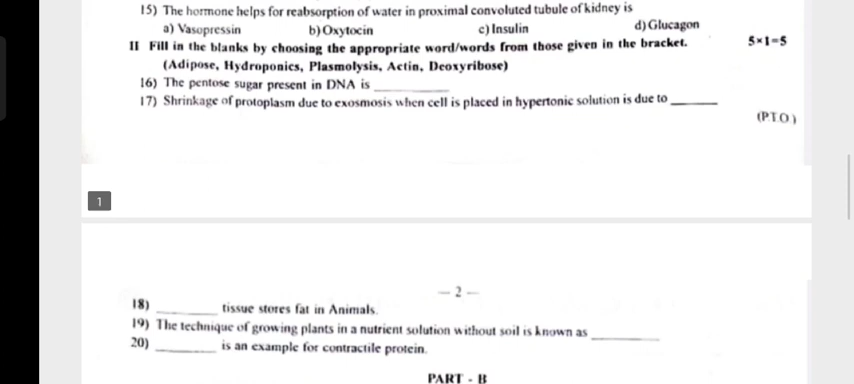 15) The hormone helps for reabsorption of water in proximal convoluted tubule of kidney is
a) Vasopressin b) Oxytocin c) Insulin d) Glucagon
II Fill in the blanks by choosing the appropriate word/words from those given in the bracket. 5×1=5
(Adipose, Hydroponics, Plasmolysis, Actin, Deoxyribose)
16) The pentose sugar present in DNA is ________
17) Shrinkage of protoplasm due to exosmosis when cell is placed in hypertonic solution is due to ________
(PTO)
1
— 2 —
18) ________ tissue stores fat in Animals.
19) The technique of growing plants in a nutrient solution without soil is known as ________
20) ________ is an example for contractile protein.
PART - B